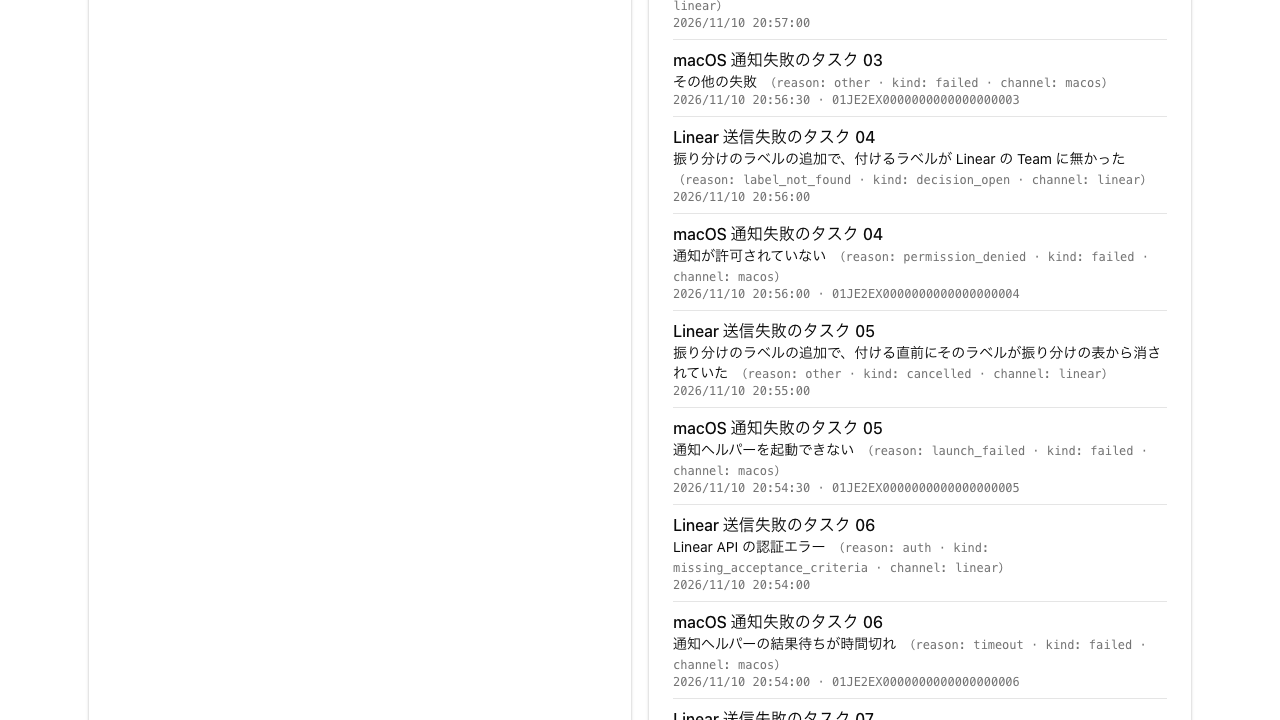 linear）
2026/11/10 20:57:00
macOS 通知失敗のタスク 03
その他の失敗 （reason: other · kind: failed · channel: macos）
2026/11/10 20:56:30 · 01JE2EX0000000000000000003
Linear 送信失敗のタスク 04
振り分けのラベルの追加で、付けるラベルが Linear の Team に無かった
（reason: label_not_found · kind: decision_open · channel: linear）
2026/11/10 20:56:00
macOS 通知失敗のタスク 04
通知が許可されていない （reason: permission_denied · kind: failed ·
channel: macos）
2026/11/10 20:56:00 · 01JE2EX0000000000000000004
Linear 送信失敗のタスク 05
振り分けのラベルの追加で、付ける直前にそのラベルが振り分けの表から消さ
れていた （reason: other · kind: cancelled · channel: linear）
2026/11/10 20:55:00
macOS 通知失敗のタスク 05
通知ヘルパーを起動できない （reason: launch_failed · kind: failed ·
channel: macos）
2026/11/10 20:54:30 · 01JE2EX0000000000000000005
Linear 送信失敗のタスク 06
Linear API の認証エラー （reason: auth · kind:
missing_acceptance_criteria · channel: linear）
2026/11/10 20:54:00
macOS 通知失敗のタスク 06
通知ヘルパーの結果待ちが時間切れ （reason: timeout · kind: failed ·
channel: macos）
2026/11/10 20:54:00 · 01JE2EX0000000000000000006
Linear 送信失敗のタスク 07